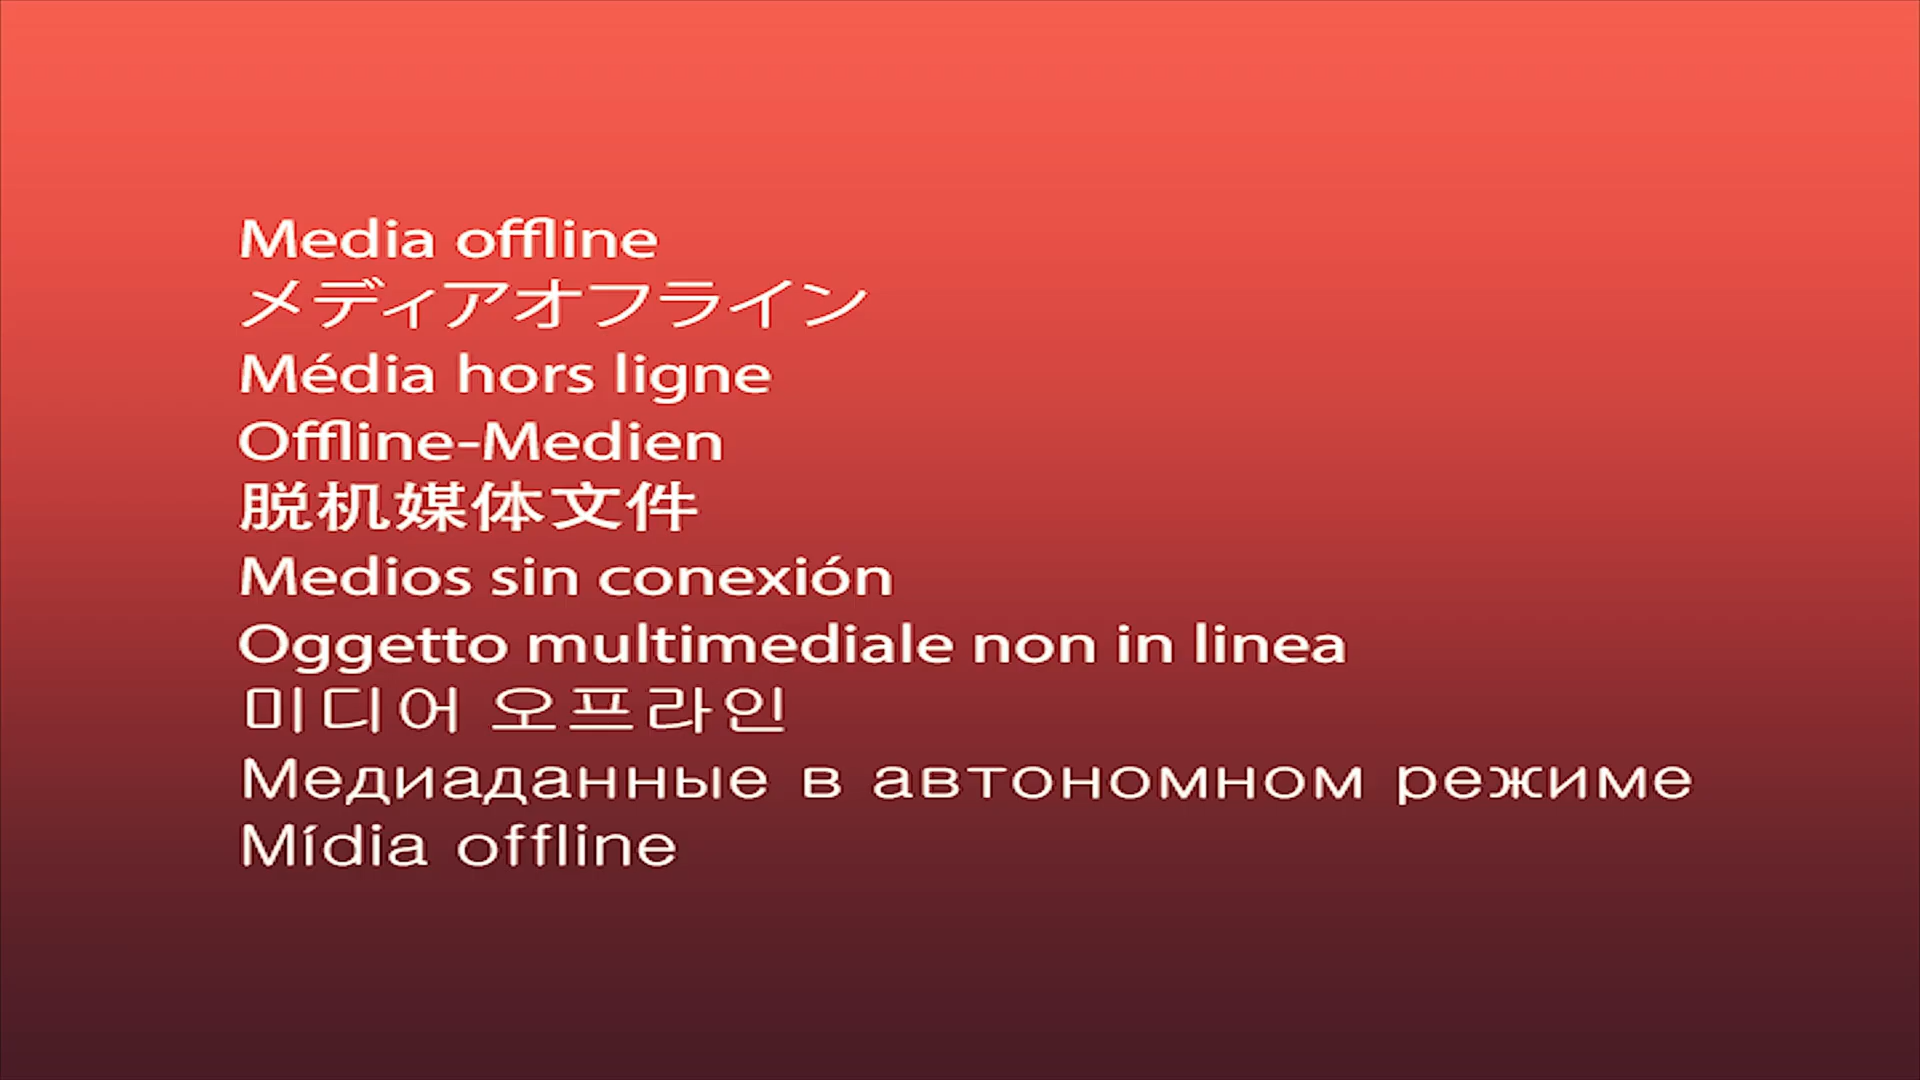 Media offline
メディアオフライン
Média hors ligne
Offline-Medien
脱机媒体文件
Medios sin conexión
Oggetto multimediale non in linea
미디어 오프라인
Медиаданные в автономном режиме
Mídia offline